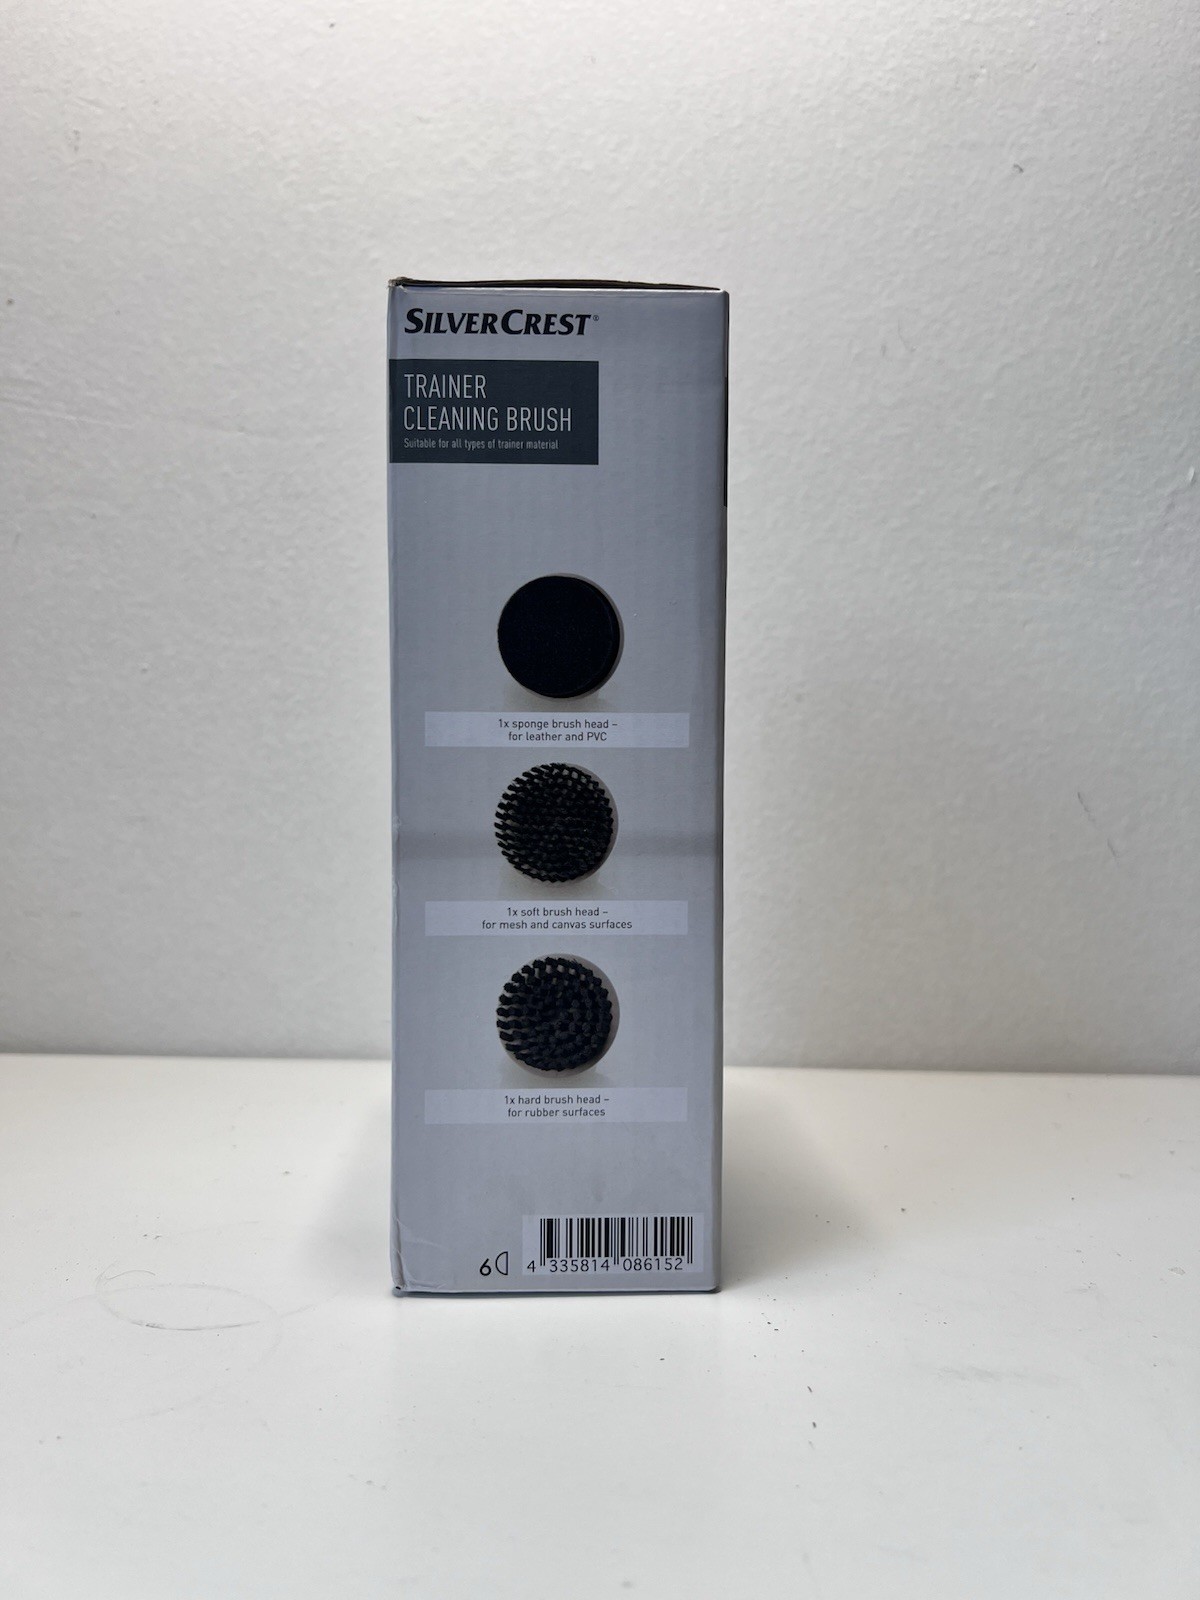 SILVERCREST®
TRAINER
CLEANING BRUSH
Suitable for all types of trainer material
1x sponge brush head –
for leather and PVC
1x soft brush head –
for mesh and canvas surfaces
1x hard brush head –
for rubber surfaces
6
4 335814 086152